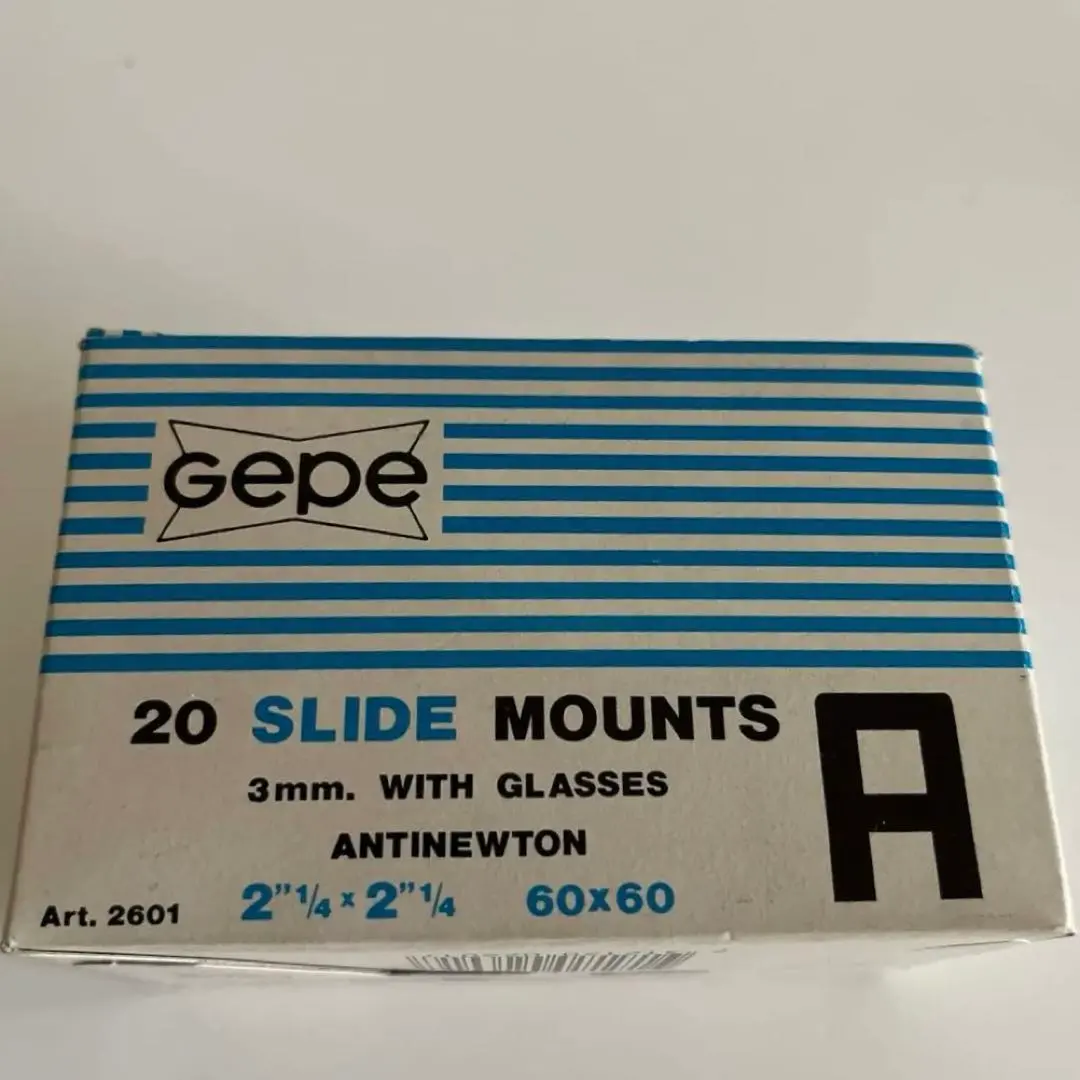 Gepe
20 SLIDE MOUNTS
A
3mm. WITH GLASSES
ANTINEWTON
Art. 2601 2"1/4 x 2"1/4 60x60